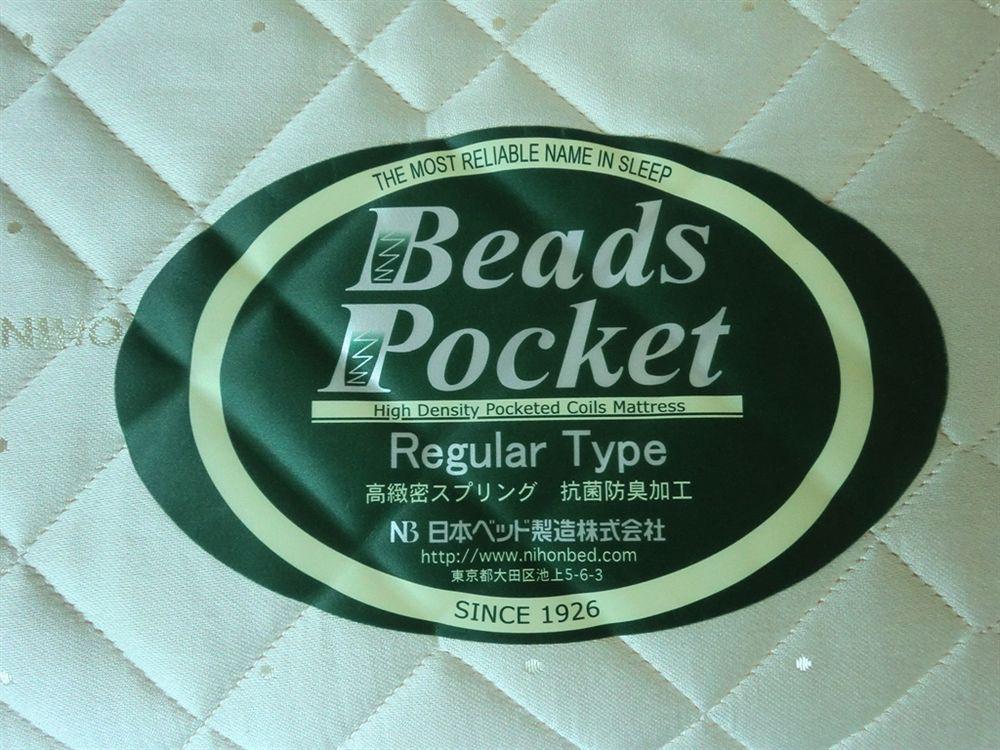 THE MOST RELIABLE NAME IN SLEEP
Beads
Pocket
High Density Pocketed Coils Mattress
Regular Type
高緻密スプリング 抗菌防臭加工
NB 日本ベッド製造株式会社
http://www.nihonbed.com
東京都大田区池上5-6-3
SINCE 1926
NIHO